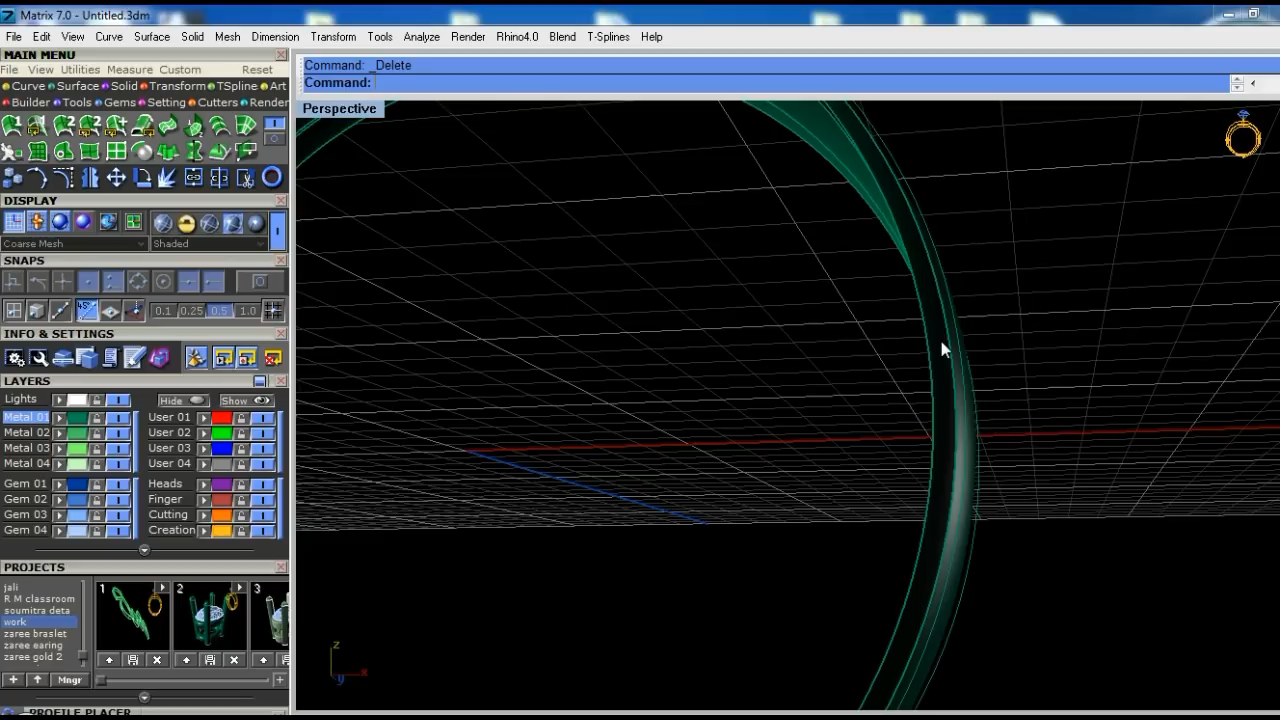 Matrix 7.0 - Untitled.3dm
File Edit View Curve Surface Solid Mesh Dimension Transform Tools Analyze Render Rhino4.0 Blend T-Splines Help
MAIN MENU
File View Utilities Measure Custom Reset
Curve Surface Solid Transform TSpline Art
Builder Tools Gems Setting Cutters Render
Command: _Delete
Command:
Perspective
DISPLAY
Coarse Mesh Shaded
SNAPS
0.1 0.25 0.5 1.0
INFO & SETTINGS
LAYERS
Lights Hide Show
Metal 01 User 01
Metal 02 User 02
Metal 03 User 03
Metal 04 User 04
Gem 01 Heads
Gem 02 Finger
Gem 03 Cutting
Gem 04 Creation
PROJECTS
jali
R M classroom
soumitra deta
work
zaree braslet
zaree earing
zaree gold 2
1 2 3
Mngr
PROFILE PLACER
z
x
y